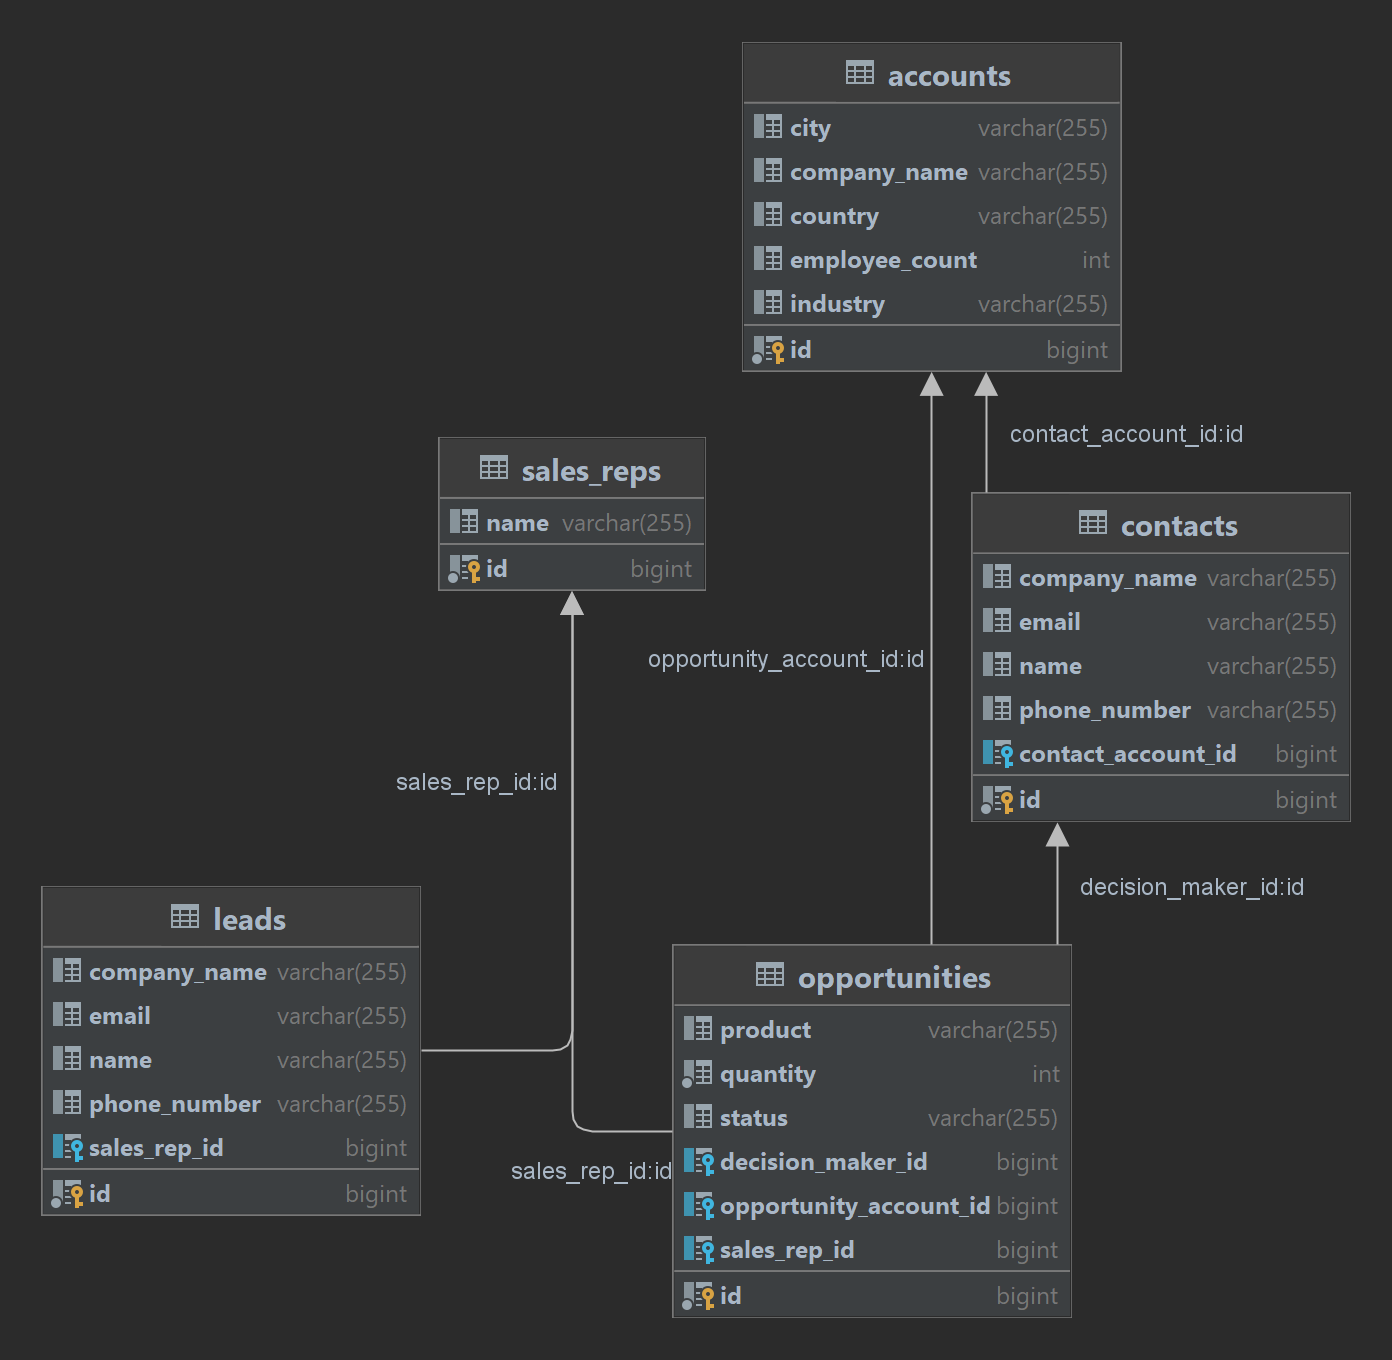 accounts
city varchar(255)
company_name varchar(255)
country varchar(255)
employee_count int
industry varchar(255)
id bigint
contact_account_id:id
sales_reps
name varchar(255)
id bigint
contacts
company_name varchar(255)
email varchar(255)
name varchar(255)
phone_number varchar(255)
contact_account_id bigint
id bigint
opportunity_account_id:id
sales_rep_id:id
decision_maker_id:id
leads
company_name varchar(255)
email varchar(255)
name varchar(255)
phone_number varchar(255)
sales_rep_id bigint
id bigint
opportunities
product varchar(255)
quantity int
status varchar(255)
decision_maker_id bigint
opportunity_account_id bigint
sales_rep_id bigint
id bigint
sales_rep_id:id